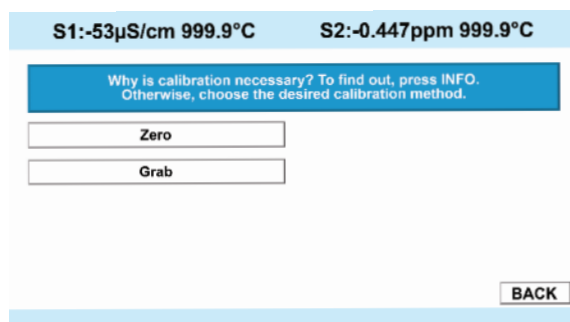 S1:-53µS/cm 999.9°C S2:-0.447ppm 999.9°C
Why is calibration necessary? To find out, press INFO.
Otherwise, choose the desired calibration method.
Zero
Grab
BACK